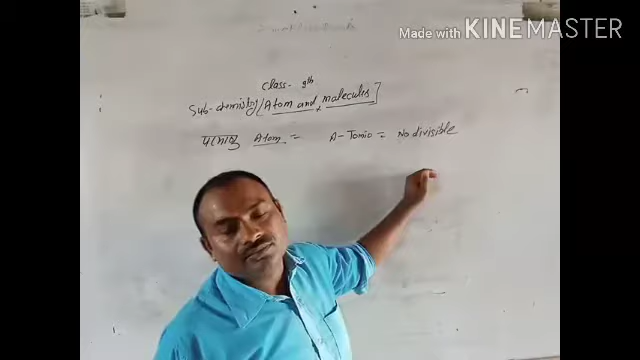 Made with KINEMASTER
Class- 9th
Sub- chemistry [Atom and molecules]
परमाणु Atom = A- Tomio = No divisible